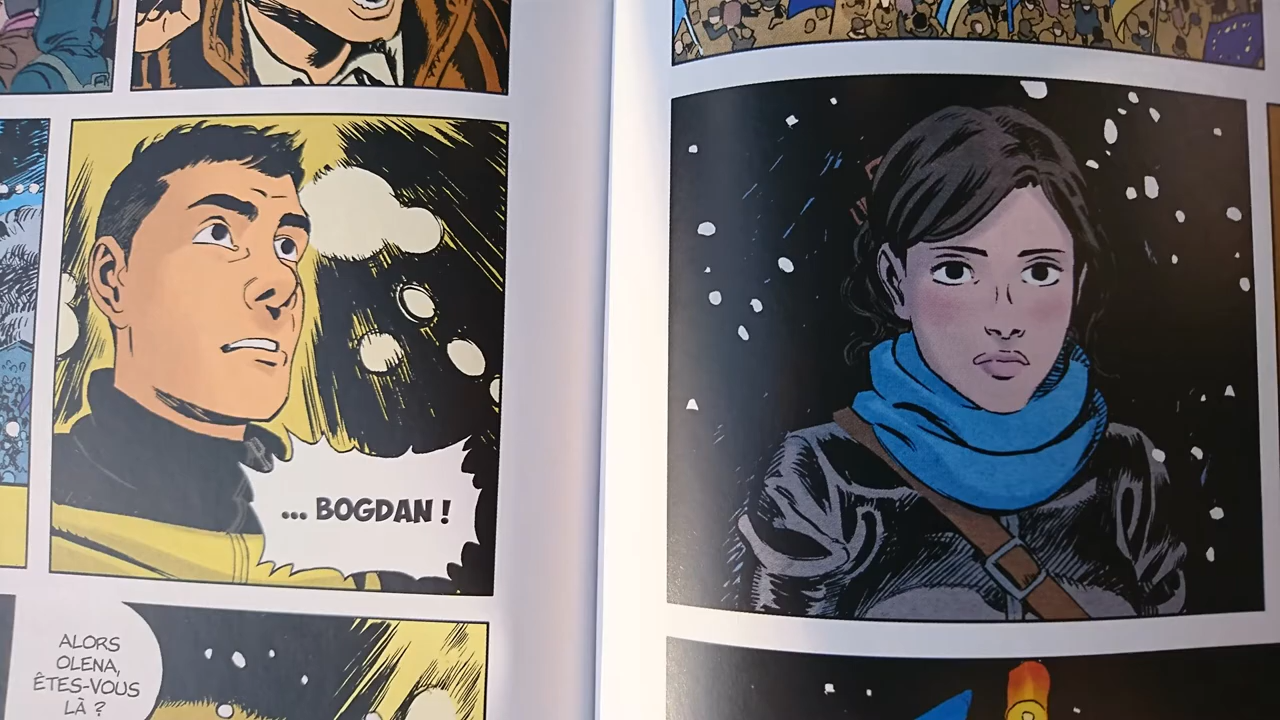 ... BOGDAN !
ALORS
OLENA,
ÊTES-VOUS
LÀ ?